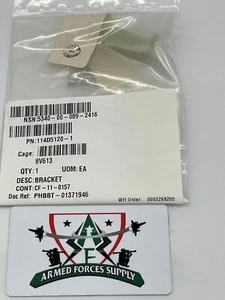 NSN:5340-00-089-2416
PN:114D5120-1
Cage:
8V613
QTY:1 UOM:EA
DESC:BRACKET
CONT:CF-11-0157
Doc Ref: PHBBT-01371946
WH Order: 0002260205
A F S
ARMED FORCES SUPPLY